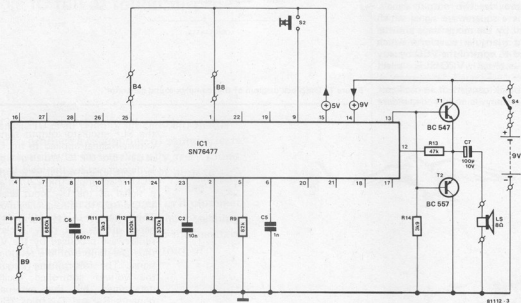 S2
B4
B8
5V
9V
S4
16 27 28 26 25 1 3 9 15 22 19 15 14 13
T1
BC 547
IC1
SN76477
12
R13
47k
C7
100µ
10V
9V
T2
BC 557
4 7 8 10 11 24 23 2 5 6 20 21 18 17
R8
47k
R10
680k
C8
680n
R11
3k3
R12
100k
R2
330k
C2
10n
R9
82k
C5
1n
R14
3k9
LS
8Ω
B9
81112 - 3